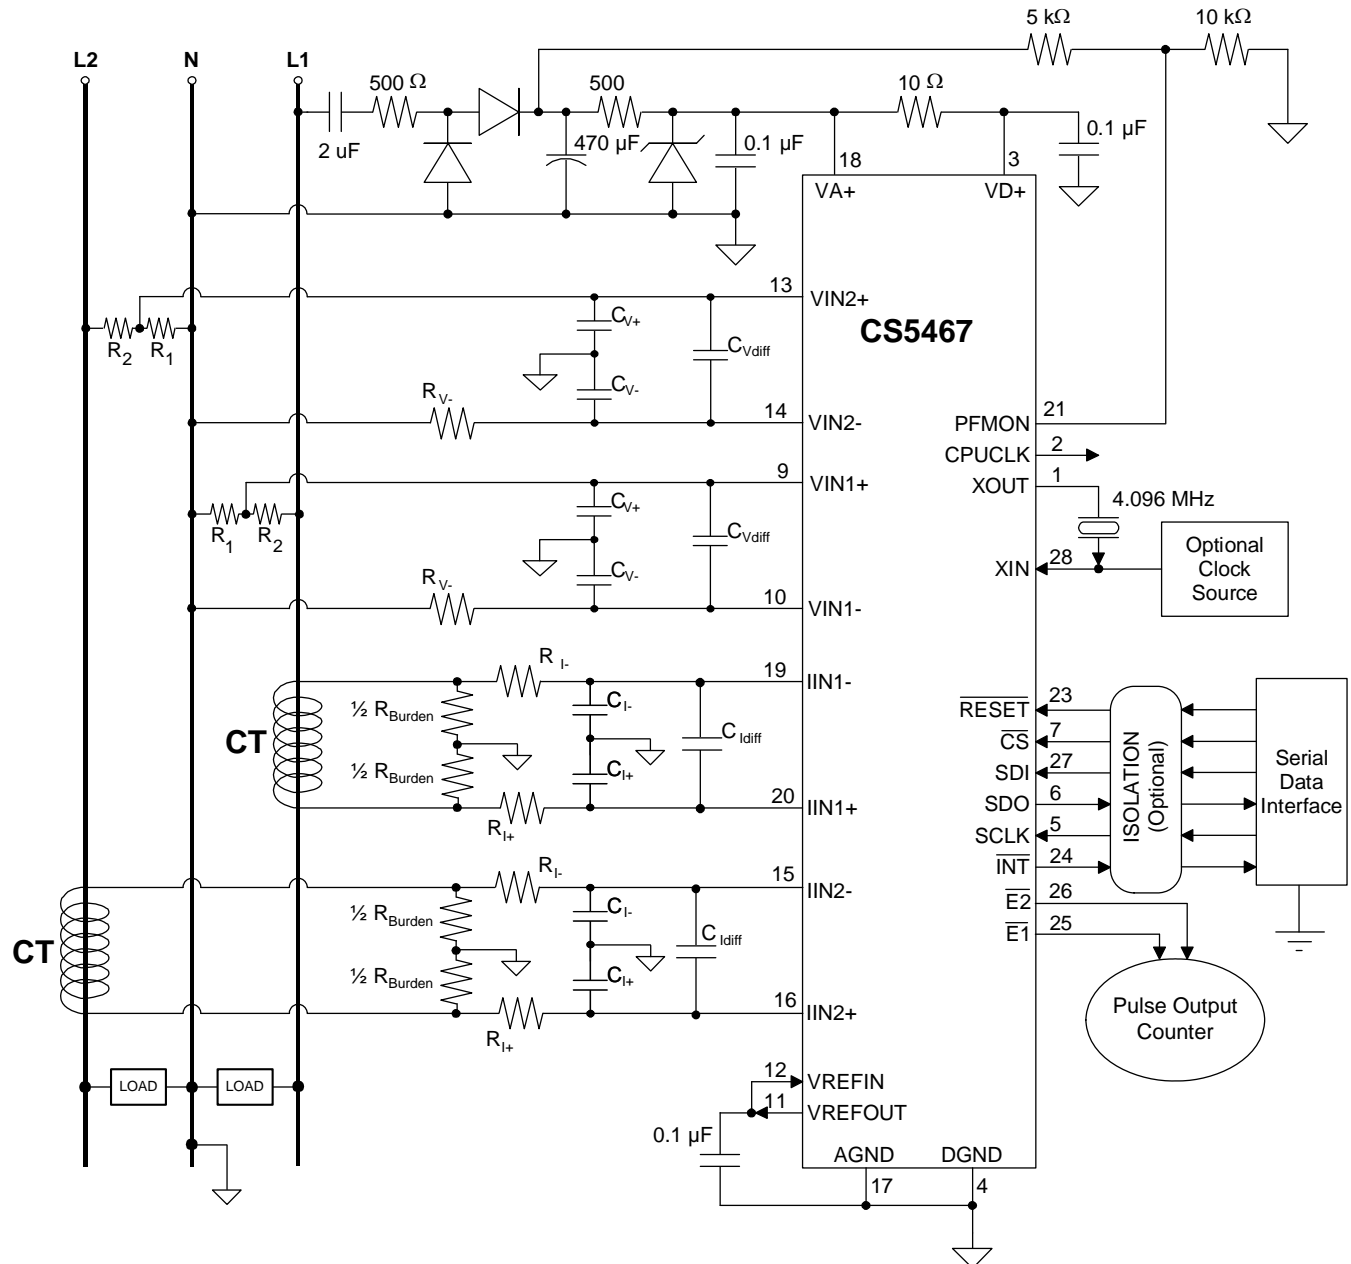 5 kΩ
10 kΩ
L2
N
L1
500 Ω
500
10 Ω
2 uF
470 µF
0.1 µF
0.1 µF
18
3
VA+
VD+
13
VIN2+
CS5467
R2
R1
CV+
CVdiff
CV-
RV-
14
VIN2-
21
PFMON
2
CPUCLK
9
VIN1+
1
XOUT
4.096 MHz
R1
R2
CV+
CVdiff
CV-
RV-
10
VIN1-
28
XIN
Optional
Clock
Source
R I-
19
IIN1-
½ RBurden
CI-
CT
CIdiff
½ RBurden
CI+
RI+
20
IIN1+
23
RESET
7
CS
27
SDI
6
SDO
5
SCLK
24
INT
ISOLATION
(Optional)
Serial
Data
Interface
RI-
15
IIN2-
26
E2
25
E1
½ RBurden
CI-
CT
CIdiff
½ RBurden
CI+
RI+
16
IIN2+
Pulse Output
Counter
LOAD
LOAD
12
VREFIN
11
VREFOUT
0.1 µF
AGND
DGND
17
4